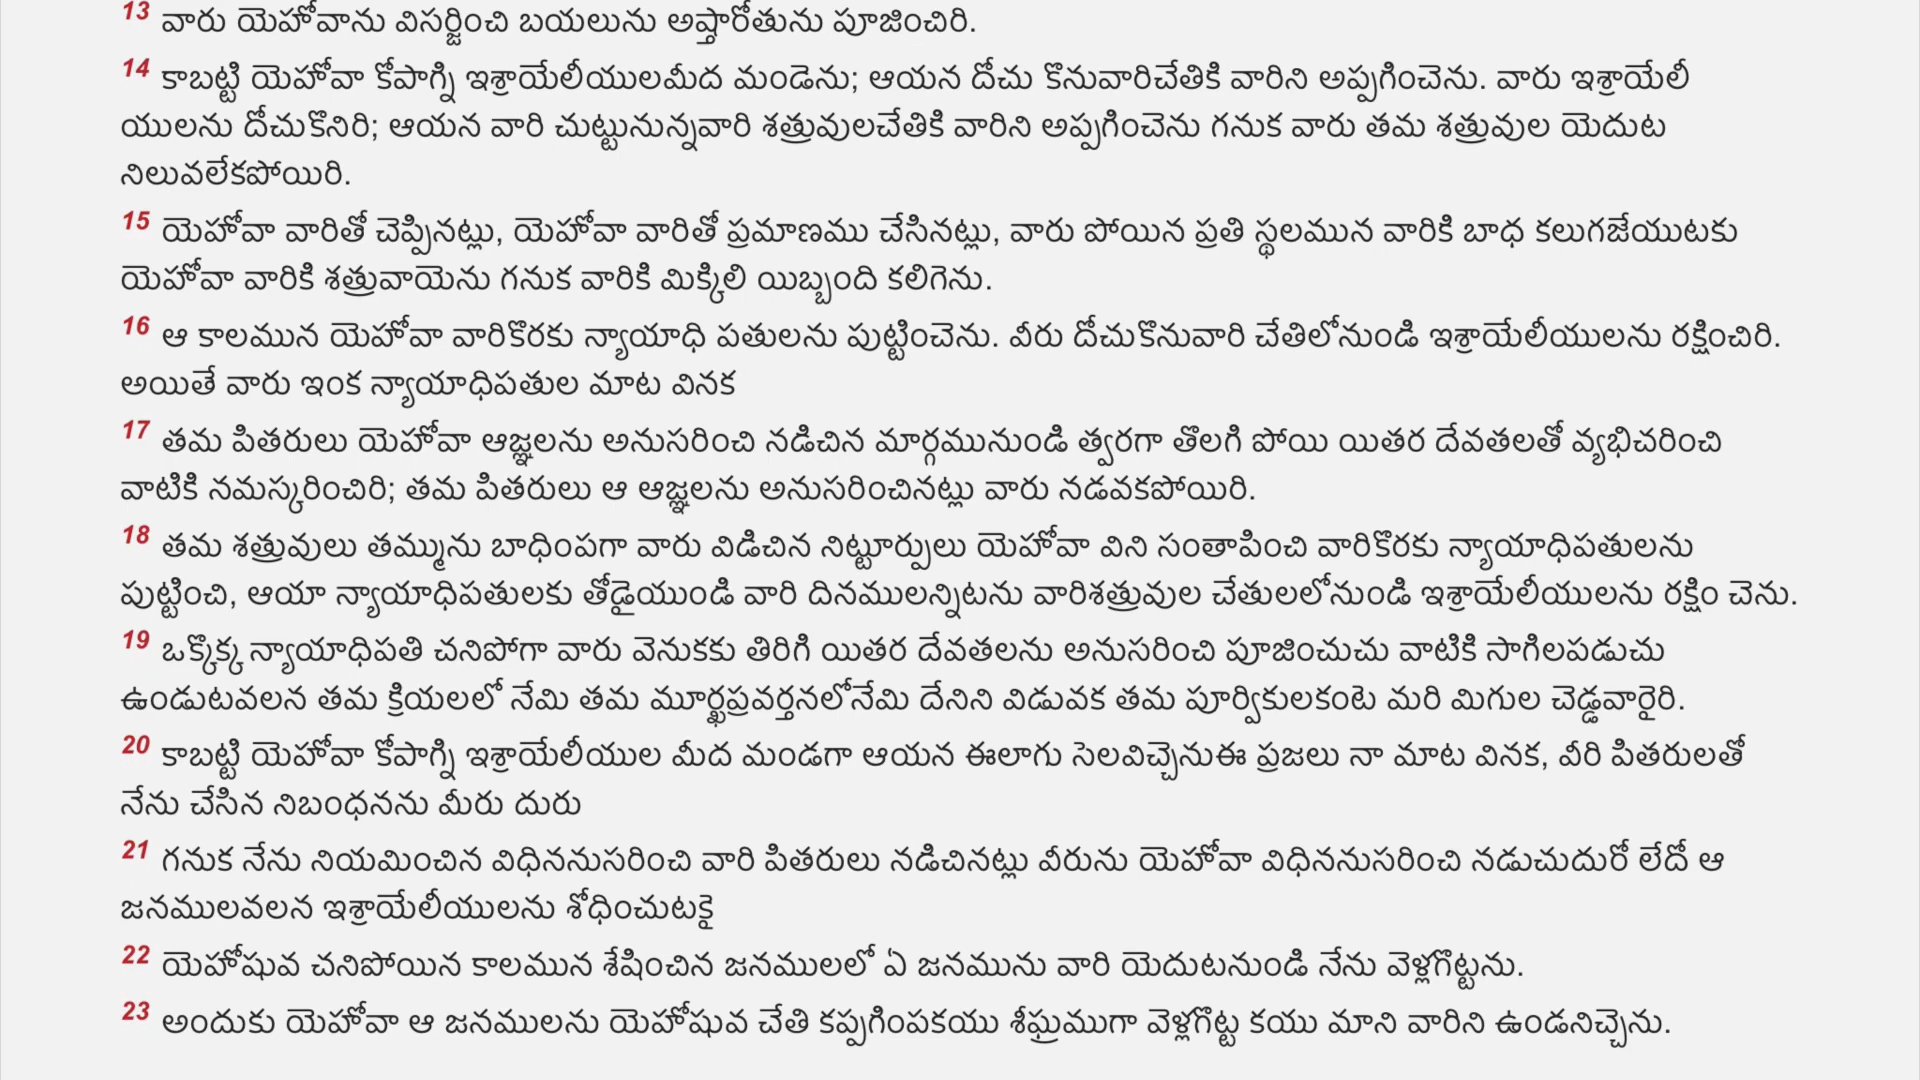 13 వారు యెహోవాను విసర్జించి బయలును అష్తారోతును పూజించిరి.
14 కాబట్టి యెహోవా కోపాగ్ని ఇశ్రాయేలీయులమీద మండెను; ఆయన దోచు కొనువారిచేతికి వారిని అప్పగించెను. వారు ఇశ్రాయేలీ
యులను దోచుకొనిరి; ఆయన వారి చుట్టునున్నవారి శత్రువులచేతికి వారిని అప్పగించెను గనుక వారు తమ శత్రువుల యెదుట
నిలువలేకపోయిరి.
15 యెహోవా వారితో చెప్పినట్లు, యెహోవా వారితో ప్రమాణము చేసినట్లు, వారు పోయిన ప్రతి స్థలమున వారికి బాధ కలుగజేయుటకు
యెహోవా వారికి శత్రువాయెను గనుక వారికి మిక్కిలి యిబ్బంది కలిగెను.
16 ఆ కాలమున యెహోవా వారికొరకు న్యాయాధి పతులను పుట్టించెను. వీరు దోచుకొనువారి చేతిలోనుండి ఇశ్రాయేలీయులను రక్షించిరి.
అయితే వారు ఇంక న్యాయాధిపతుల మాట వినక
17 తమ పితరులు యెహోవా ఆజ్ఞలను అనుసరించి నడిచిన మార్గమునుండి త్వరగా తొలగి పోయి యితర దేవతలతో వ్యభిచరించి
వాటికి నమస్కరించిరి; తమ పితరులు ఆ ఆజ్ఞలను అనుసరించినట్లు వారు నడవకపోయిరి.
18 తమ శత్రువులు తమ్మును బాధింపగా వారు విడిచిన నిట్టూర్పులు యెహోవా విని సంతాపించి వారికొరకు న్యాయాధిపతులను
పుట్టించి, ఆయా న్యాయాధిపతులకు తోడైయుండి వారి దినములన్నిటను వారిశత్రువుల చేతులలోనుండి ఇశ్రాయేలీయులను రక్షిం చెను.
19 ఒక్కొక్క న్యాయాధిపతి చనిపోగా వారు వెనుకకు తిరిగి యితర దేవతలను అనుసరించి పూజించుచు వాటికి సాగిలపడుచు
ఉండుటవలన తమ క్రియలలో నేమి తమ మూర్ఖప్రవర్తనలోనేమి దేనిని విడువక తమ పూర్వికులకంటె మరి మిగుల చెడ్డవారైరి.
20 కాబట్టి యెహోవా కోపాగ్ని ఇశ్రాయేలీయుల మీద మండగా ఆయన ఈలాగు సెలవిచ్చెనుఈ ప్రజలు నా మాట వినక, వీరి పితరులతో
నేను చేసిన నిబంధనను మీరు దురు
21 గనుక నేను నియమించిన విధిననుసరించి వారి పితరులు నడిచినట్లు వీరును యెహోవా విధిననుసరించి నడుచుదురో లేదో ఆ
జనములవలన ఇశ్రాయేలీయులను శోధించుటకై
22 యెహోషువ చనిపోయిన కాలమున శేషించిన జనములలో ఏ జనమును వారి యెదుటనుండి నేను వెళ్లగొట్టను.
23 అందుకు యెహోవా ఆ జనములను యెహోషువ చేతి కప్పగింపకయు శీఘ్రముగా వెళ్లగొట్ట కయు మాని వారిని ఉండనిచ్చెను.